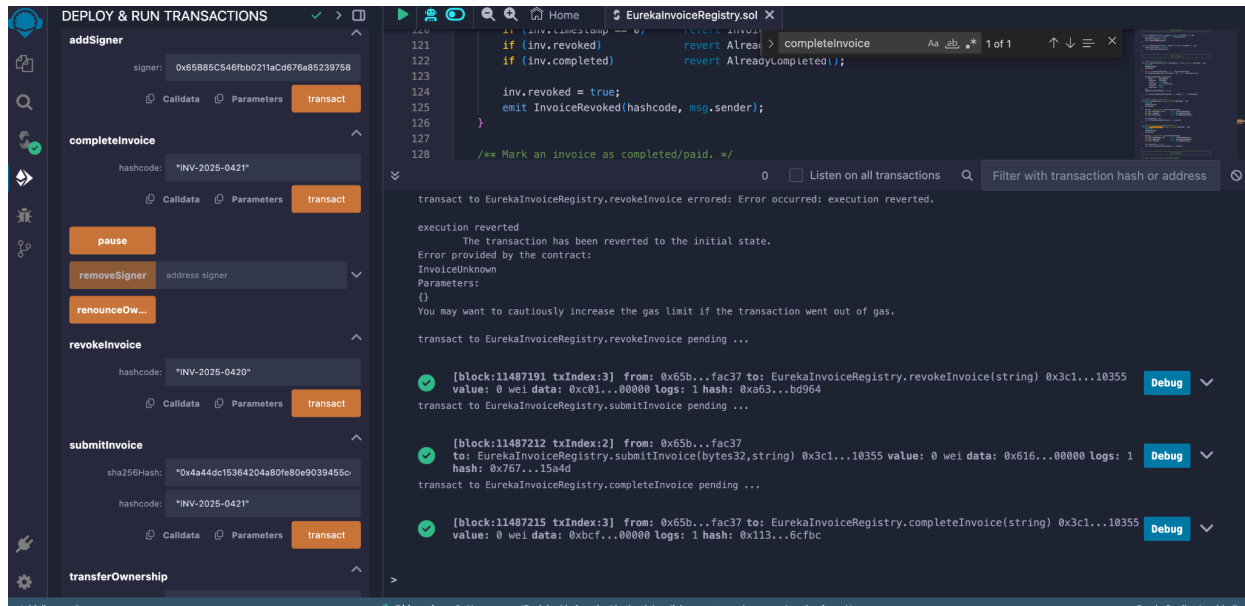 DEPLOY & RUN TRANSACTIONS
addSigner
signer: 0x65B85C546fbb0211aCd676a85239758
Calldata Parameters transact
completeInvoice
hashcode: "INV-2025-0421"
Calldata Parameters transact
pause
removeSigner address signer
renounceOw...
revokeInvoice
hashcode: "INV-2025-0420"
Calldata Parameters transact
submitInvoice
sha256Hash: "0x4a44dc15364204a80fe80e9039455c
hashcode: "INV-2025-0421"
Calldata Parameters transact
transferOwnership
Home EurekaInvoiceRegistry.sol
completeInvoice Aa ab .* 1 of 1
120 if (inv.timestamp == 0) revert
121 if (inv.revoked) revert
122 if (inv.completed) revert AlreadyCompleted();
123
124 inv.revoked = true;
125 emit InvoiceRevoked(hashcode, msg.sender);
126 }
127
128 /** Mark an invoice as completed/paid. */
0 Listen on all transactions Filter with transaction hash or address
transact to EurekaInvoiceRegistry.revokeInvoice errored: Error occurred: execution reverted.
execution reverted
The transaction has been reverted to the initial state.
Error provided by the contract:
InvoiceUnknown
Parameters:
{}
You may want to cautiously increase the gas limit if the transaction went out of gas.
transact to EurekaInvoiceRegistry.revokeInvoice pending ...
[block:11487191 txIndex:3] from: 0x65b...fac37 to: EurekaInvoiceRegistry.revokeInvoice(string) 0x3c1...10355
value: 0 wei data: 0xc01...00000 logs: 1 hash: 0xa63...bd964
Debug
transact to EurekaInvoiceRegistry.submitInvoice pending ...
[block:11487212 txIndex:2] from: 0x65b...fac37
to: EurekaInvoiceRegistry.submitInvoice(bytes32,string) 0x3c1...10355 value: 0 wei data: 0x616...00000 logs: 1
hash: 0x767...15a4d
Debug
transact to EurekaInvoiceRegistry.completeInvoice pending ...
[block:11487215 txIndex:3] from: 0x65b...fac37 to: EurekaInvoiceRegistry.completeInvoice(string) 0x3c1...10355
value: 0 wei data: 0xbcf...00000 logs: 1 hash: 0x113...6cfbc
Debug
>